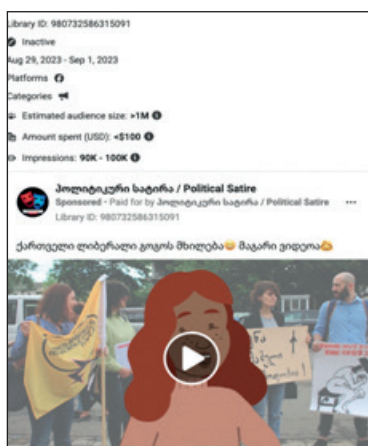 Library ID: 980732586315091
Inactive
Aug 29, 2023 - Sep 1, 2023
Platforms
Categories
Estimated audience size: >1M
Amount spent (USD): <$100
Impressions: 90K - 100K
პოლიტიკური სატირა / Political Satire
Sponsored • Paid for by პოლიტიკური სატირა / Political Satire
Library ID: 980732586315091
ქართველი ლიბერალი გოგოს მხილება😄 მაგარი ვიდეოა